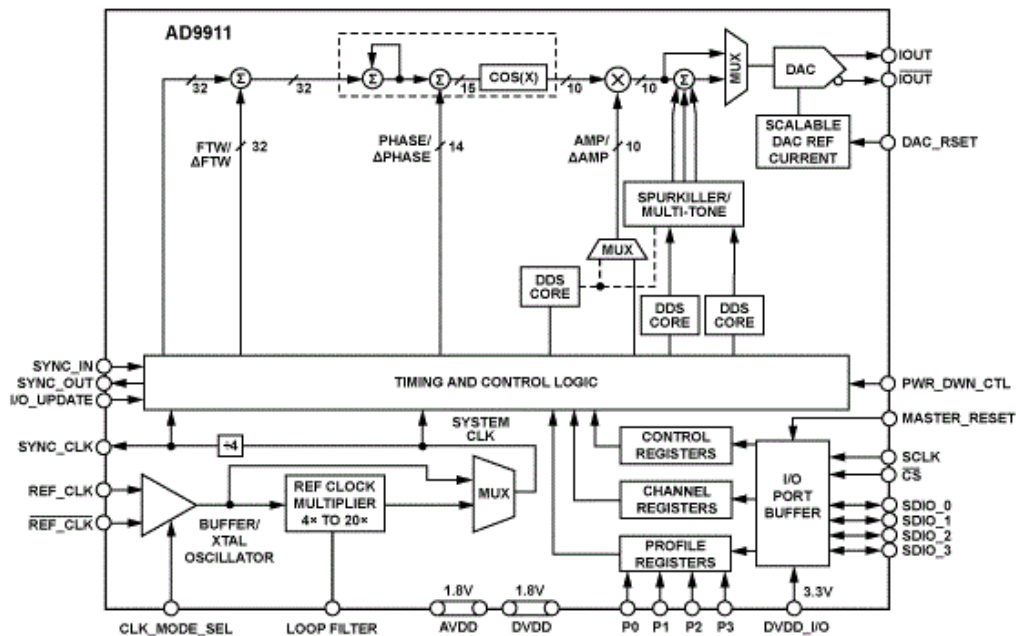 AD9911
IOUT
IOUT
DAC_RSET
MUX
DAC
SCALABLE
DAC REF
CURRENT
Σ
Σ
Σ
COS(X)
×
Σ
32
32
15
10
10
FTW/
ΔFTW
32
PHASE/
ΔPHASE
14
AMP/
ΔAMP
10
SPURKILLER/
MULTI-TONE
MUX
DDS
CORE
DDS
CORE
DDS
CORE
SYNC_IN
SYNC_OUT
I/O_UPDATE
TIMING AND CONTROL LOGIC
PWR_DWN_CTL
MASTER_RESET
SYNC_CLK
÷4
SYSTEM
CLK
REF_CLK
REF_CLK
BUFFER/
XTAL
OSCILLATOR
REF CLOCK
MULTIPLIER
4× TO 20×
MUX
CONTROL
REGISTERS
CHANNEL
REGISTERS
PROFILE
REGISTERS
I/O
PORT
BUFFER
SCLK
CS
SDIO_0
SDIO_1
SDIO_2
SDIO_3
1.8V
1.8V
3.3V
CLK_MODE_SEL
LOOP FILTER
AVDD
DVDD
P0
P1
P2
P3
DVDD_I/O